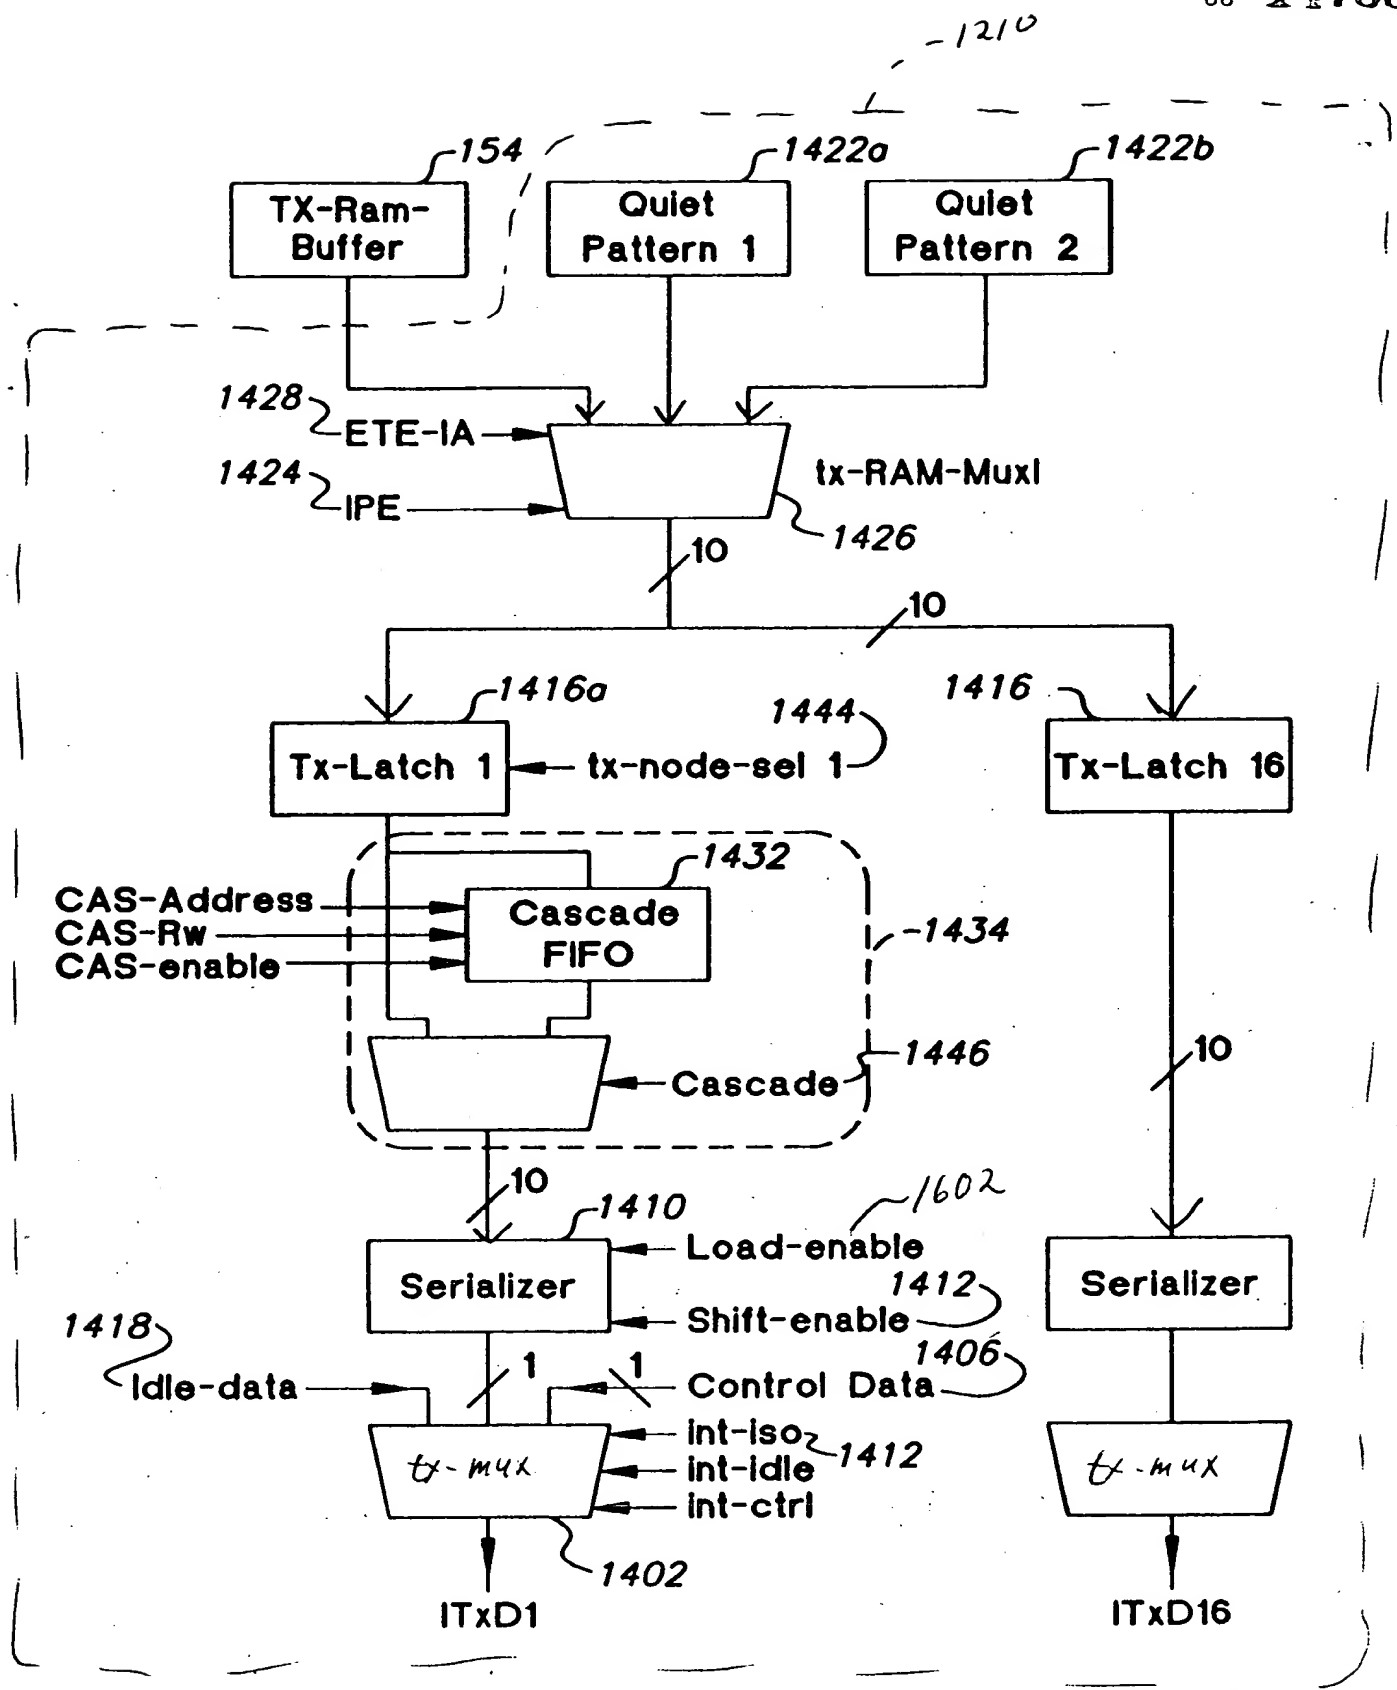 1210
154
1422a
1422b
TX-Ram-
Buffer
Quiet
Pattern 1
Quiet
Pattern 2
1428
ETE-IA
1424
IPE
tx-RAM-MuxI
1426
10
10
1416a
1444
1416
Tx-Latch 1
tx-node-sel 1
Tx-Latch 16
1432
CAS-Address
CAS-Rw
CAS-enable
Cascade
FIFO
1434
10
Cascade
1446
10
1410
1602
Load-enable
Serializer
1412
Shift-enable
Serializer
1418
Idle-data
1
1
1406
Control Data
int-iso
1412
int-idle
int-ctrl
tx-mux
tx-mux
1402
ITxD1
ITxD16